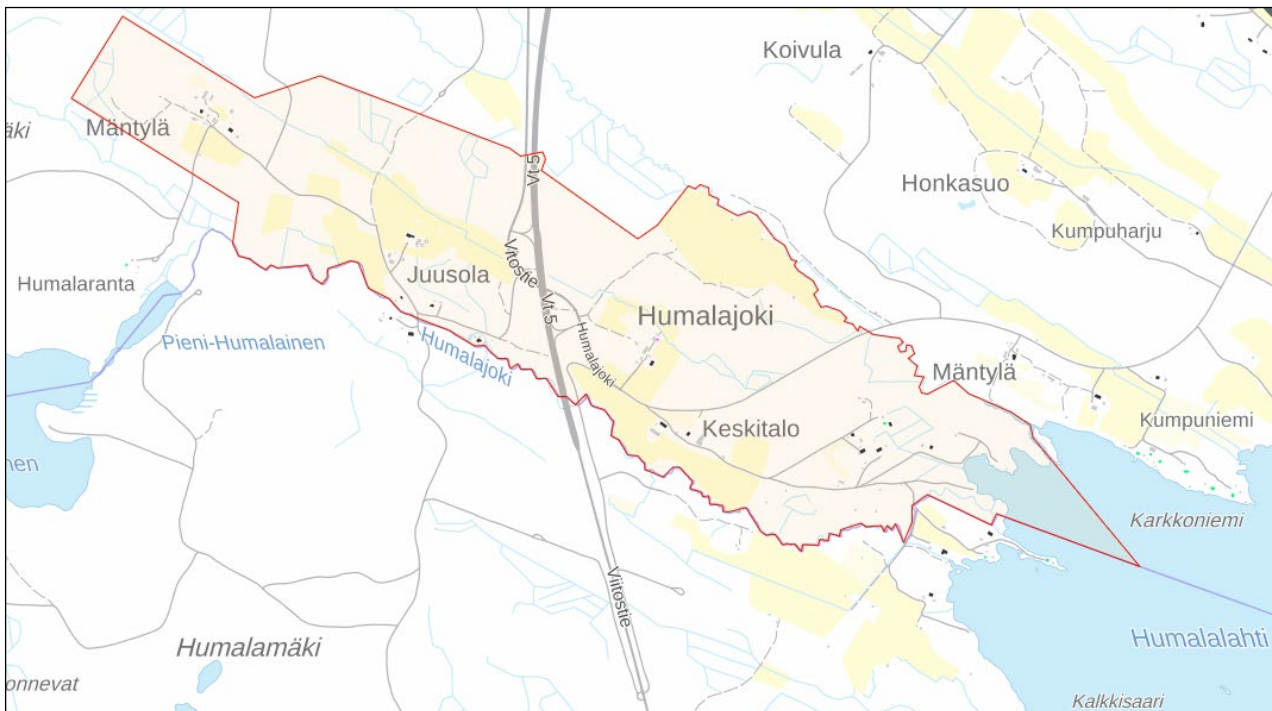 Koivula
äki
Mäntylä
Vt 5
Honkasuo
Kumpuharju
Humalaranta
Juusola
Viitostie
Vt 5
Humalajoki
Humalajoki
Pieni-Humalainen
Humalajoki
Mäntylä
Kumpuniemi
Keskitalo
nen
Karkkoniemi
Viitostie
Humalamäki
Humalalahti
onnevat
Kalkkisaari